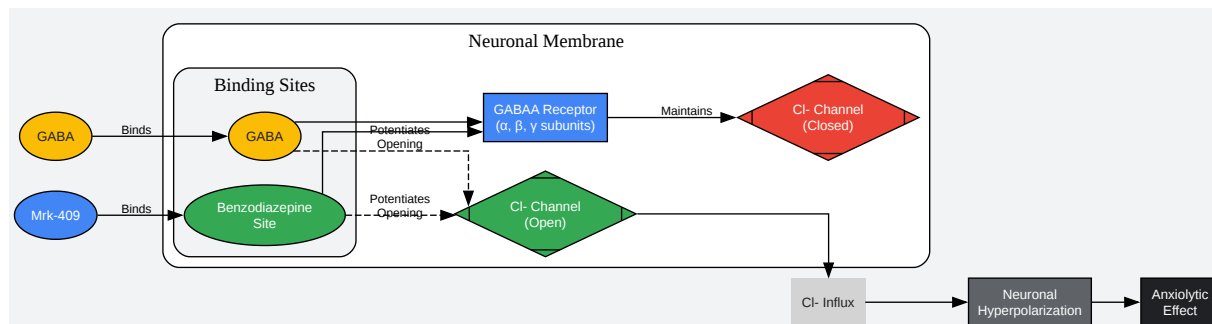 Neuronal Membrane
Binding Sites
GABA
Binds
GABA
Potentiates
Opening
GABAA Receptor
(α, β, γ subunits)
Maintains
Cl- Channel
(Closed)
Mrk-409
Binds
Benzodiazepine
Site
Potentiates
Opening
Cl- Channel
(Open)
Cl- Influx
Neuronal
Hyperpolarization
Anxiolytic
Effect